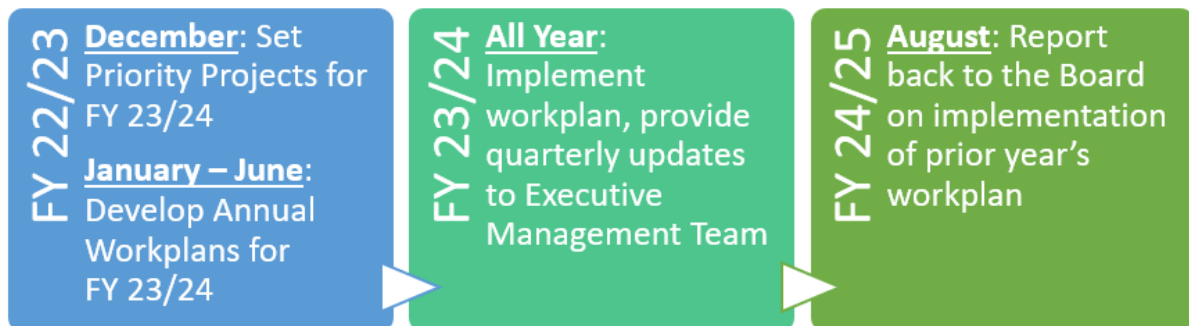 FY 22/23
December: Set
Priority Projects for
FY 23/24
January – June:
Develop Annual
Workplans for
FY 23/24
FY 23/24
All Year:
Implement
workplan, provide
quarterly updates
to Executive
Management Team
FY 24/25
August: Report
back to the Board
on implementation
of prior year’s
workplan